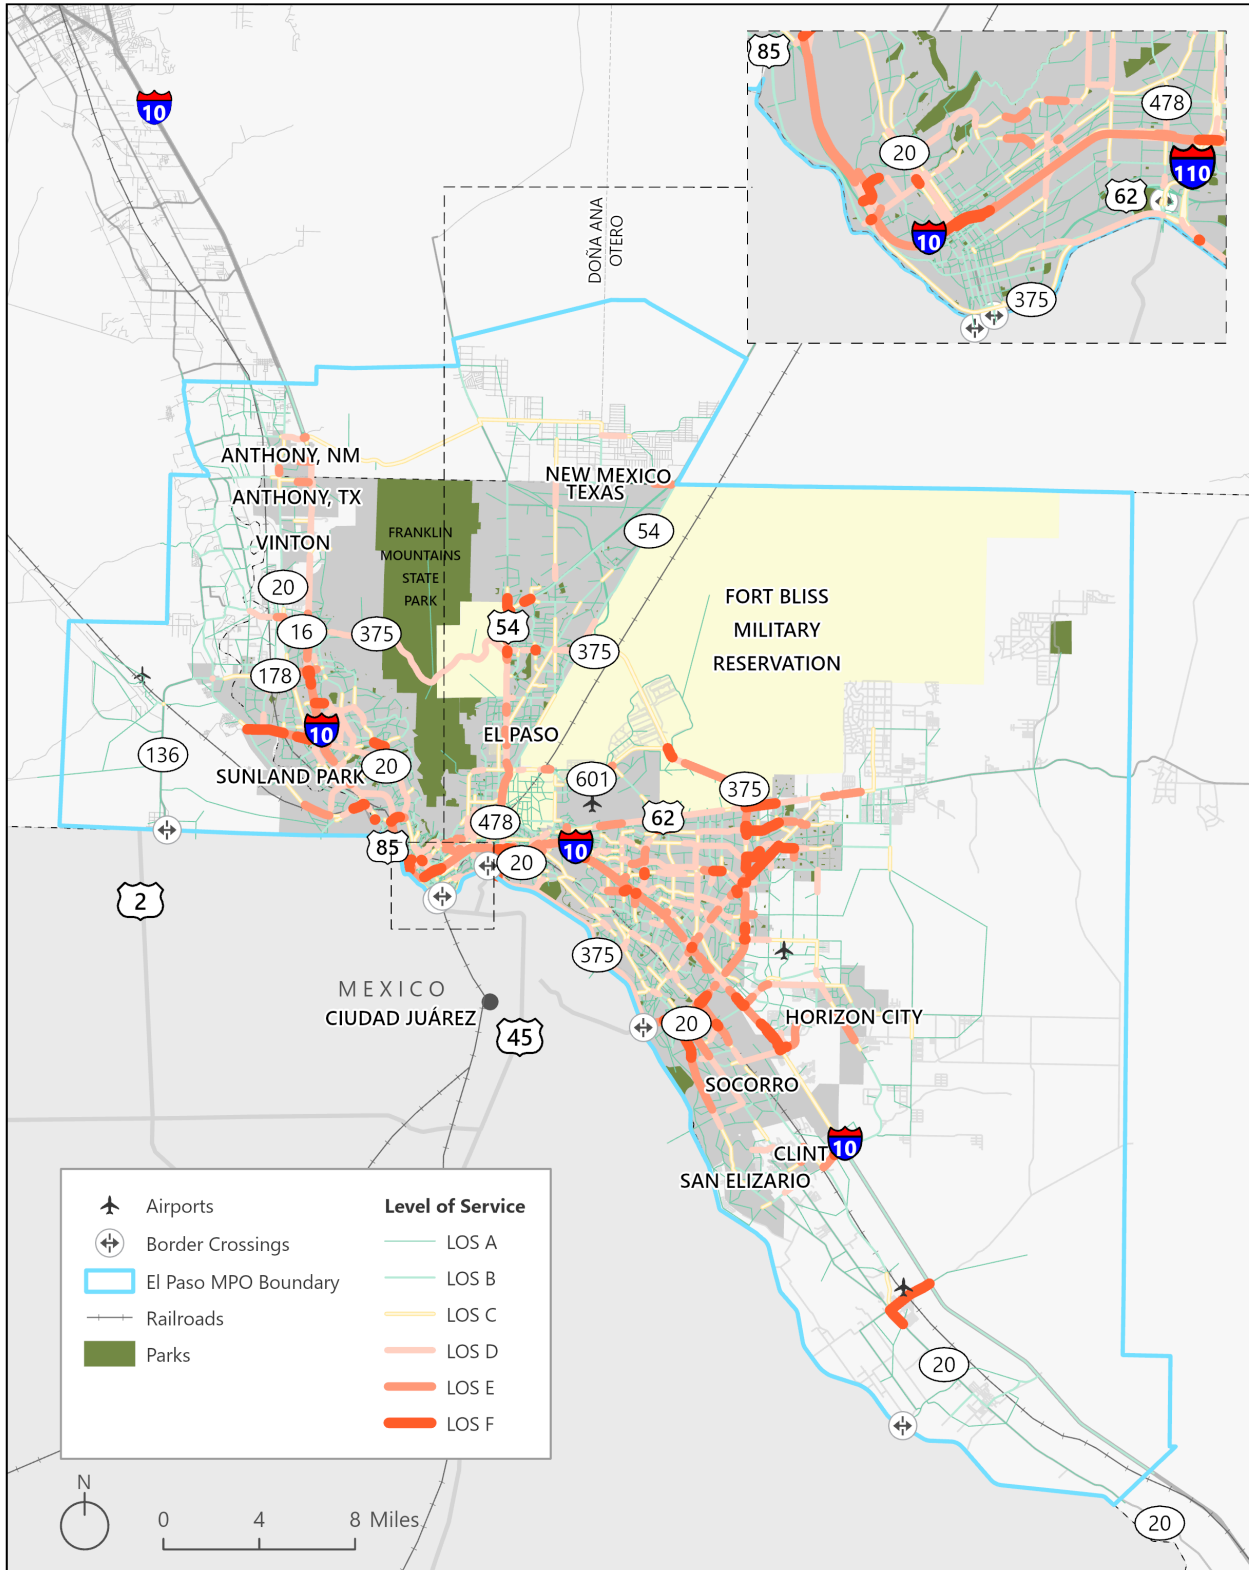 10
85
478
20
110
62
10
375
DOÑA ANA
OTERO
ANTHONY, NM
NEW MEXICO
TEXAS
ANTHONY, TX
54
VINTON
FRANKLIN
MOUNTAINS
STATE
PARK
20
FORT BLISS
MILITARY
RESERVATION
16
375
54
375
178
10
EL PASO
136
SUNLAND PARK
20
601
375
62
478
85
20
10
2
375
MEXICO
CIUDAD JUÁREZ
45
20
HORIZON CITY
SOCORRO
CLINT
10
SAN ELIZARIO
Airports
Border Crossings
El Paso MPO Boundary
Railroads
Parks
Level of Service
LOS A
LOS B
LOS C
LOS D
LOS E
LOS F
20
N
0 4 8 Miles
20